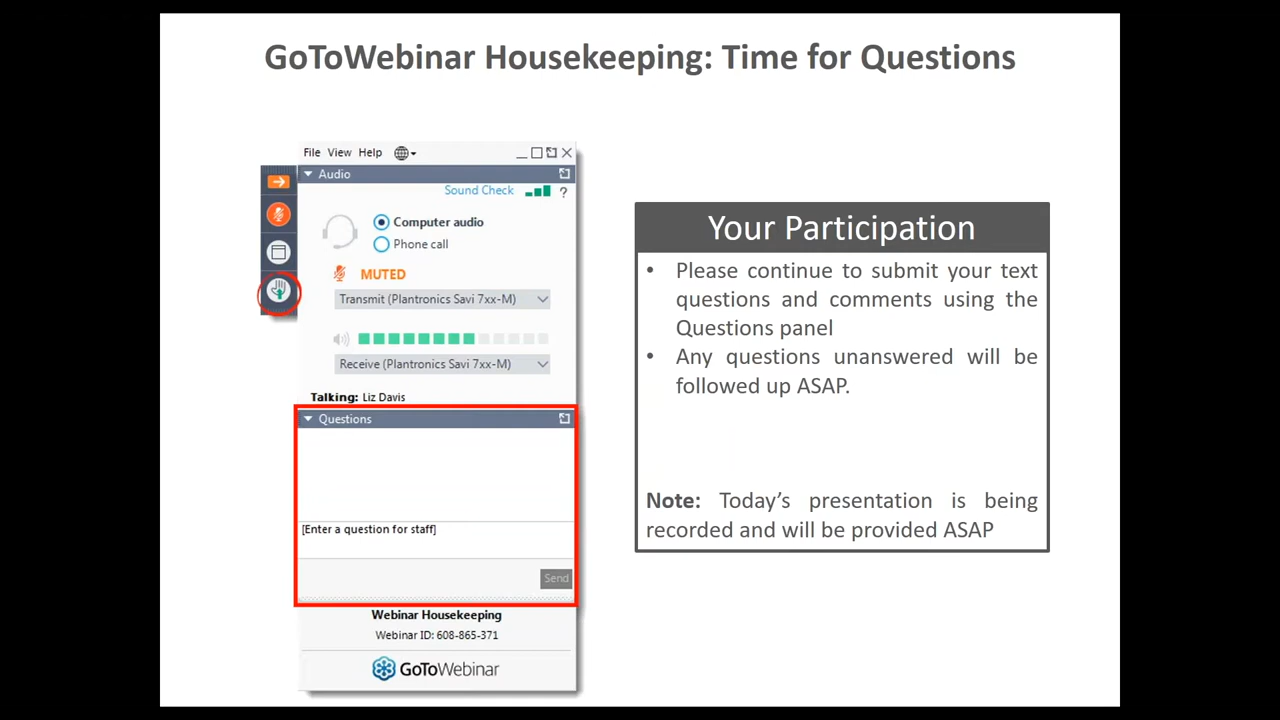 GoToWebinar Housekeeping: Time for Questions
File View Help
Audio
Sound Check ?
Computer audio
Phone call
MUTED
Transmit (Plantronics Savi 7xx-M)
Receive (Plantronics Savi 7xx-M)
Talking: Liz Davis
Questions
[Enter a question for staff]
Send
Webinar Housekeeping
Webinar ID: 608-865-371
GoToWebinar
Your Participation
• Please continue to submit your text
questions and comments using the
Questions panel
• Any questions unanswered will be
followed up ASAP.
Note: Today's presentation is being
recorded and will be provided ASAP